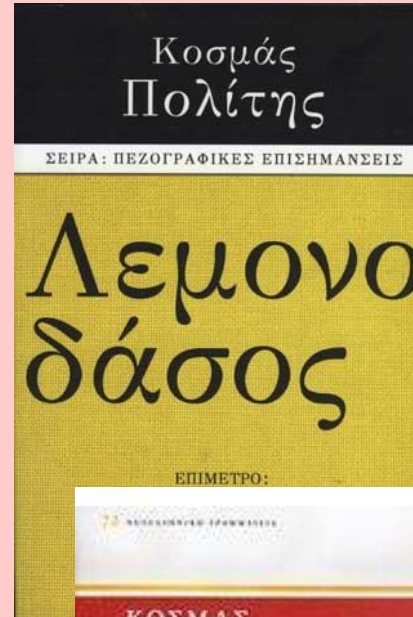 Κοσμάς
Πολίτης
ΣΕΙΡΑ: ΠΕΖΟΓΡΑΦΙΚΕΣ ΕΠΙΣΗΜΑΝΣΕΙΣ
Λεμονο
δάσος
ΕΠΙΜΕΤΡΟ:
ΚΟΣΜΑΣ